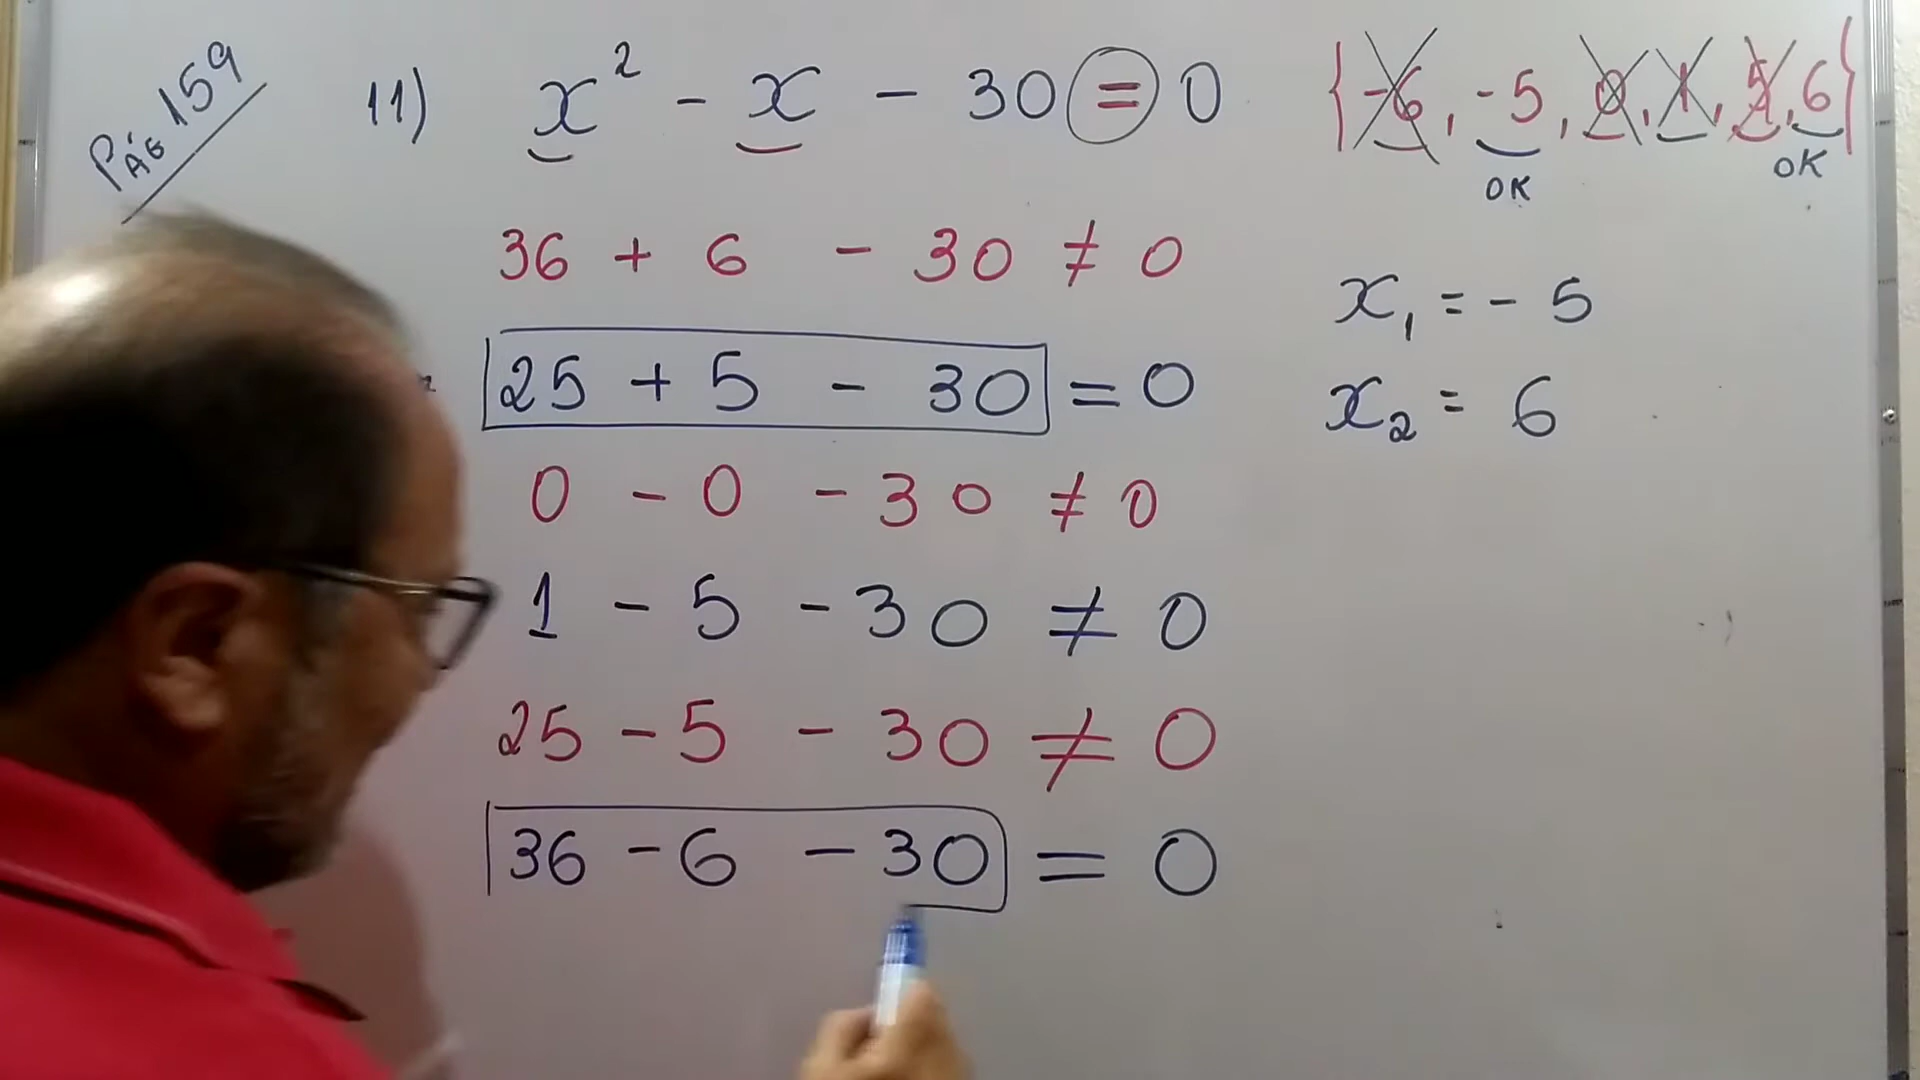 PÁG 159
11) x² - x - 30 = 0
{-6, -5, 0, 1, 5, 6}
OK
OK
36 + 6 - 30 ≠ 0
25 + 5 - 30 = 0
0 - 0 - 30 ≠ 0
1 - 5 - 30 ≠ 0
25 - 5 - 30 ≠ 0
36 - 6 - 30 = 0
x₁ = - 5
x₂ = 6